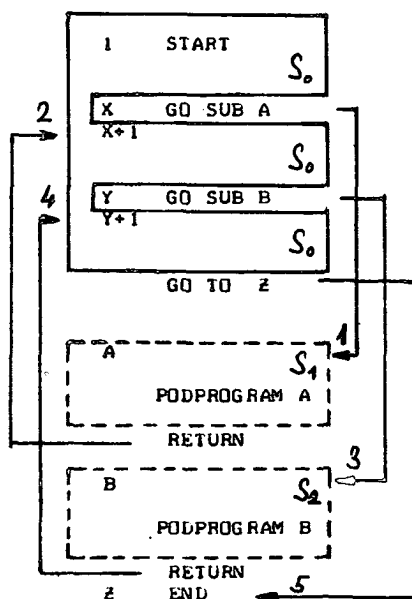 1 START
S₀
2
X GO SUB A
X+1
S₀
4
Y GO SUB B
Y+1
S₀
GO TO Z
1
A
S₁
PODPROGRAM A
RETURN
3
B
S₂
PODPROGRAM B
RETURN
Z END
5